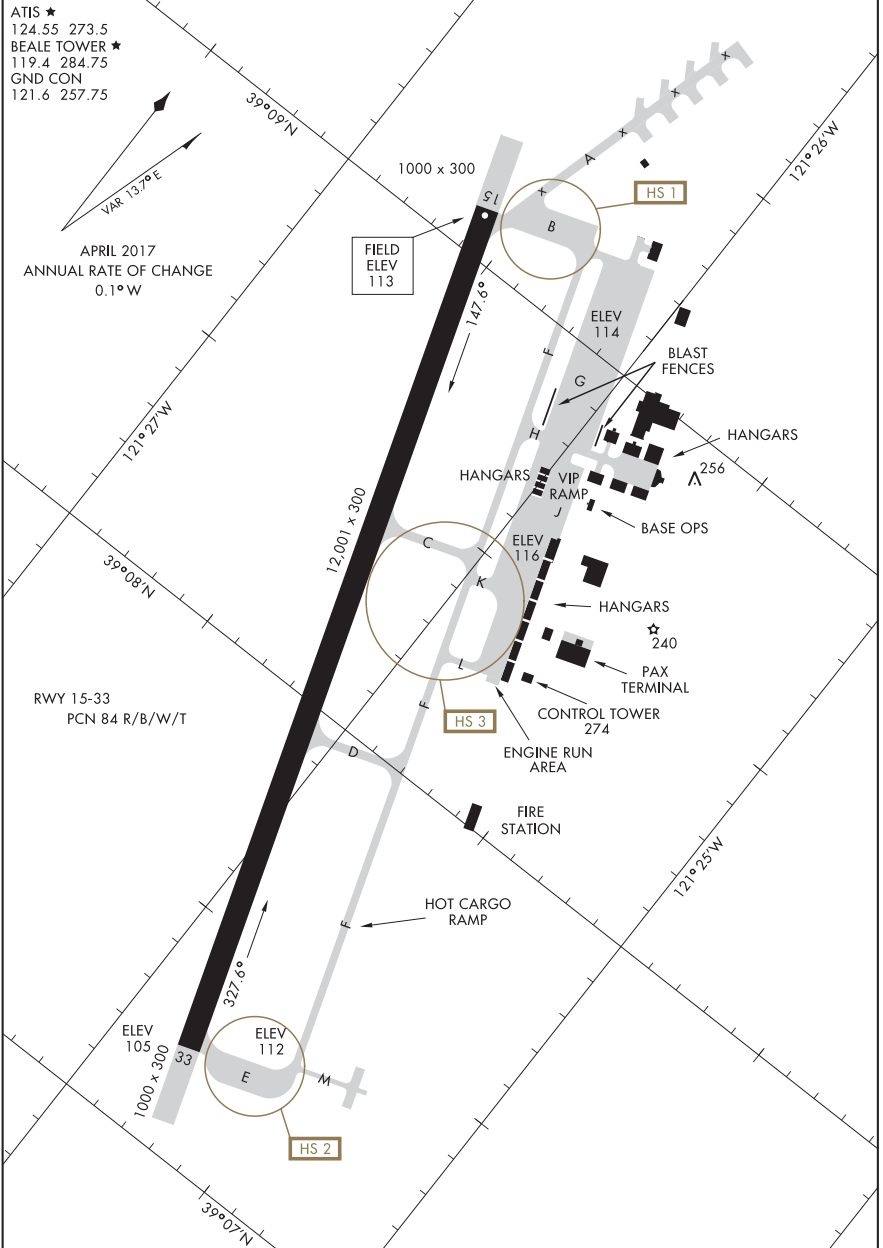 ATIS ★
124.55 273.5
BEALE TOWER ★
119.4 284.75
GND CON
121.6 257.75
VAR 13.7° E
APRIL 2017
ANNUAL RATE OF CHANGE
0.1° W
39°09'N
121°26'W
1000 x 300
15
A
x
x
x
x
HS 1
B
FIELD
ELEV
113
147.6°
ELEV
114
BLAST
FENCES
F
G
H
121°27'W
HANGARS
HANGARS
VIP
RAMP
256
J
BASE OPS
12,001 x 300
C
ELEV
116
K
39°08'N
HANGARS
240
L
PAX
TERMINAL
RWY 15-33
PCN 84 R/B/W/T
F
HS 3
CONTROL TOWER
274
ENGINE RUN
AREA
D
FIRE
STATION
121°25'W
HOT CARGO
RAMP
F
327.6°
ELEV
105
33
ELEV
112
E
M
1000 x 300
HS 2
39°07'N